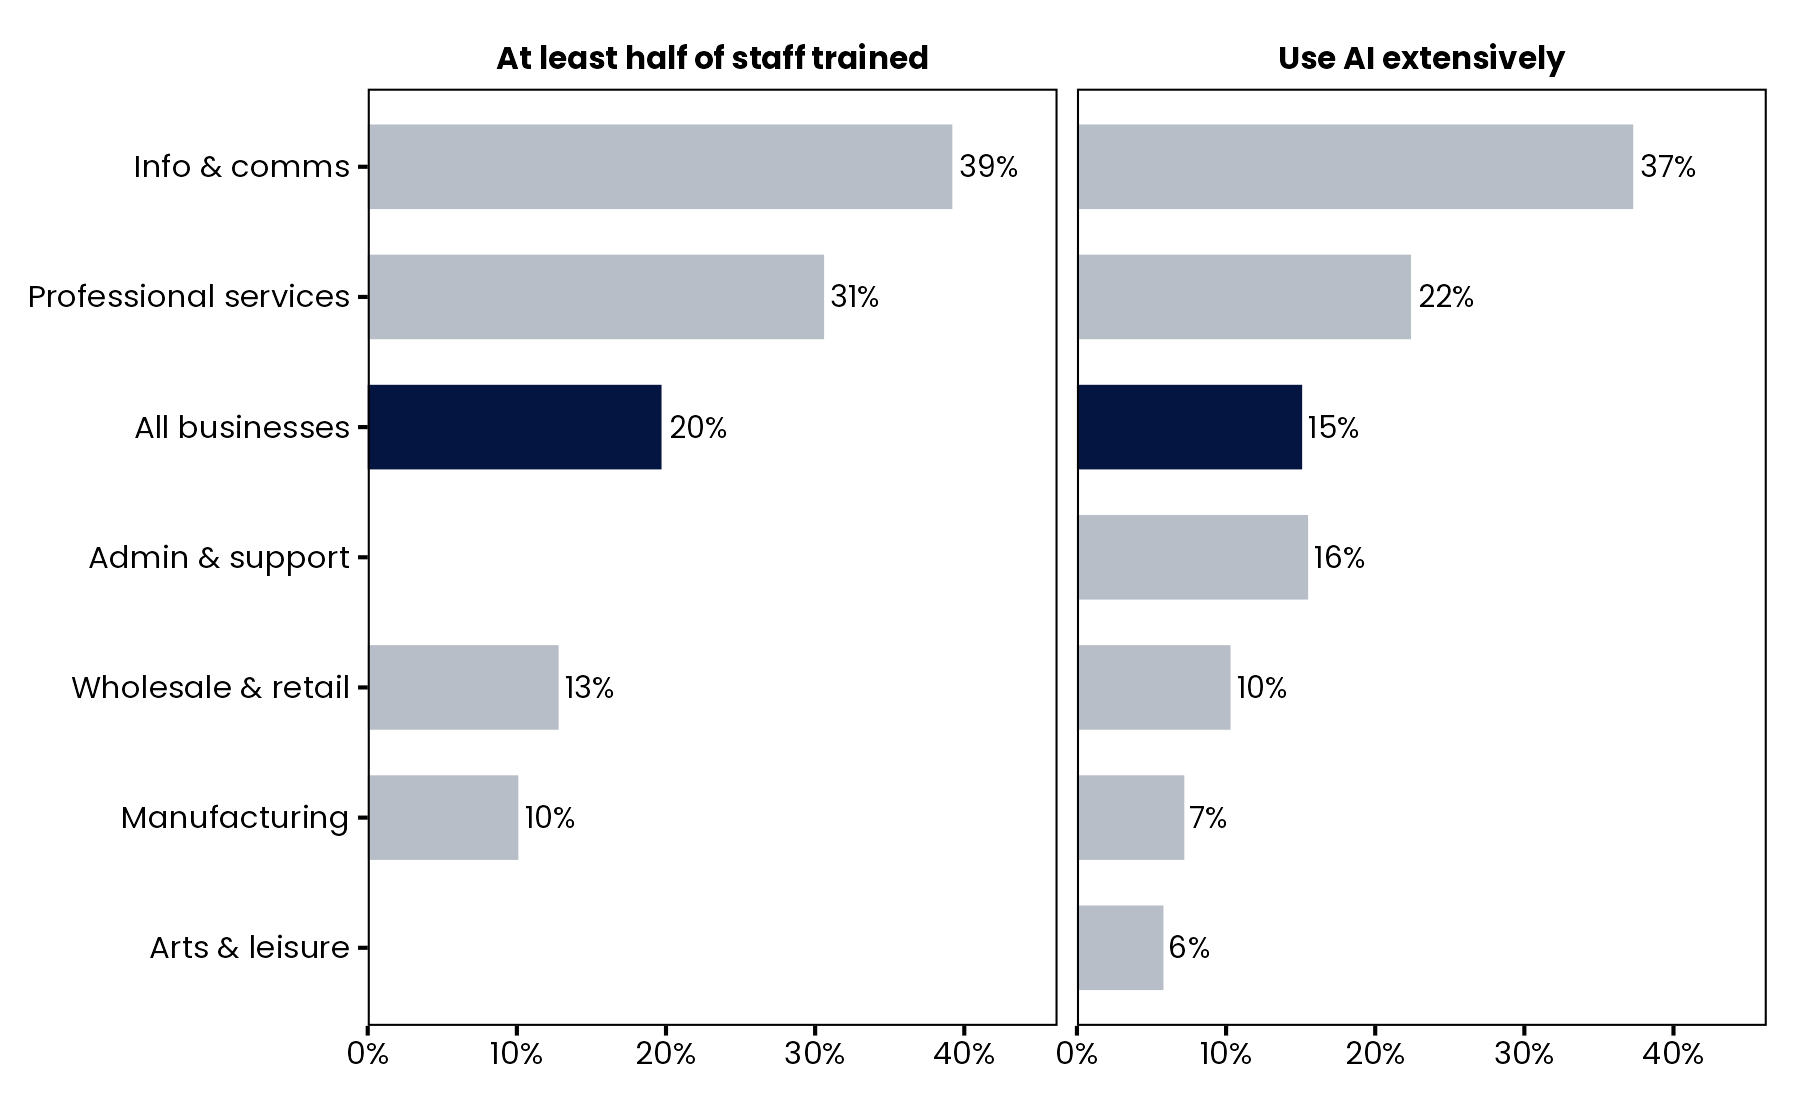 At least half of staff trained
Use AI extensively
Info & comms
39%
37%
Professional services
31%
22%
All businesses
20%
15%
Admin & support
16%
Wholesale & retail
13%
10%
Manufacturing
10%
7%
Arts & leisure
6%
0% 10% 20% 30% 40%
0% 10% 20% 30% 40%